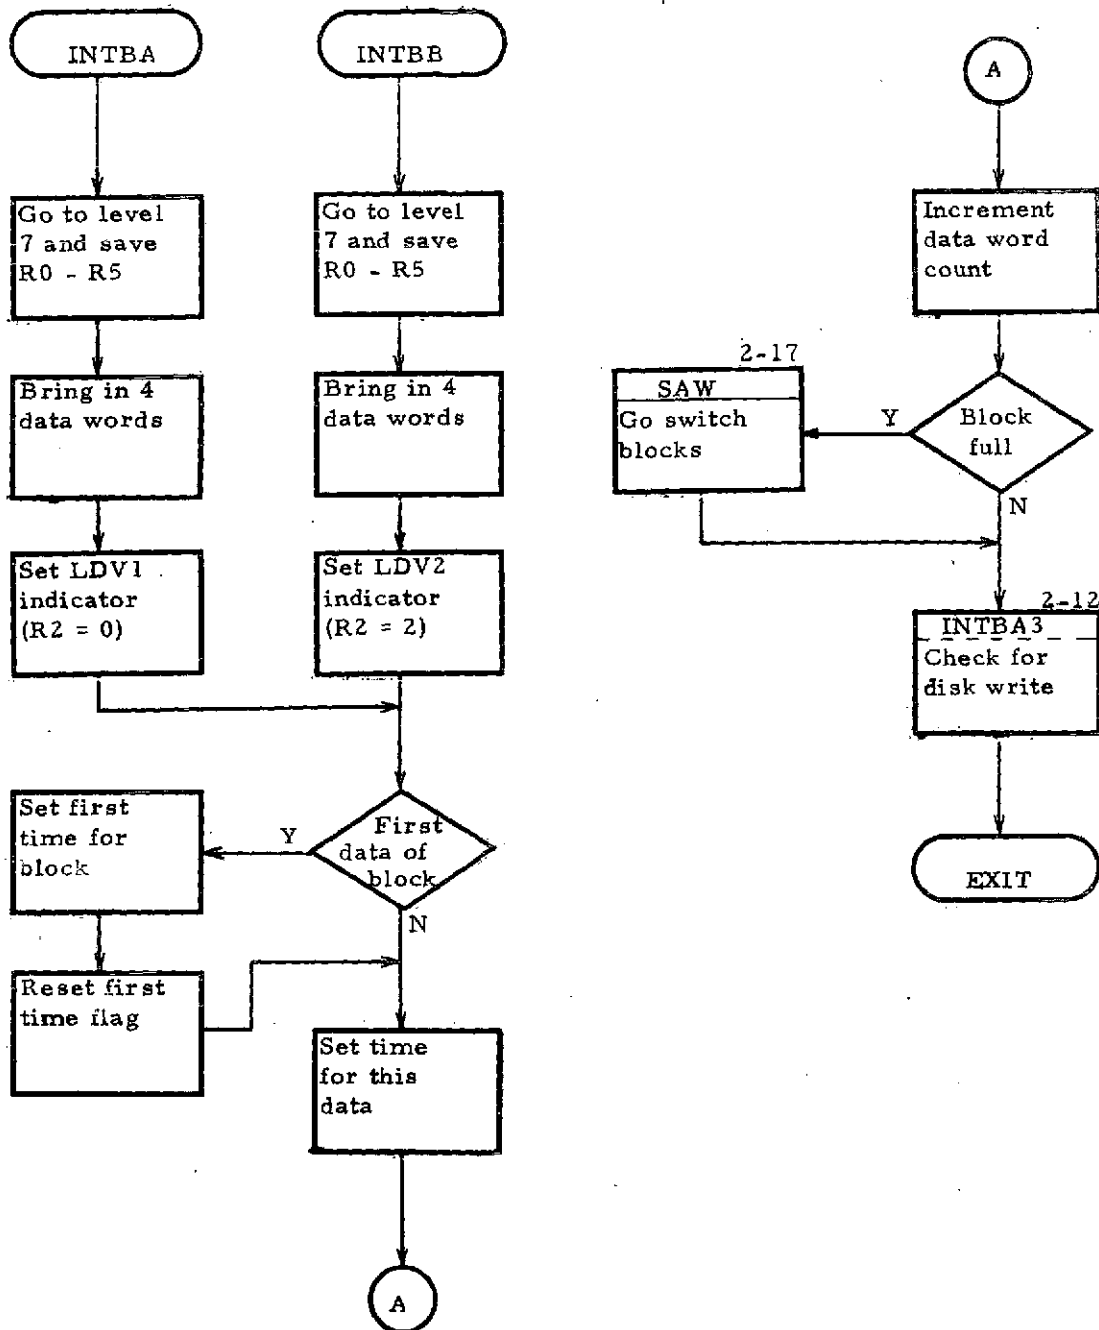 INTBA
Go to level
7 and save
R0 - R5
Bring in 4
data words
Set LDV1
indicator
(R2 = 0)
INTBB
Go to level
7 and save
R0 - R5
Bring in 4
data words
Set LDV2
indicator
(R2 = 2)
First
data of
block
Y
N
Set first
time for
block
Reset first
time flag
Set time
for this
data
A
A
Increment
data word
count
Block
full
Y
N
2-17
SAW
Go switch
blocks
2-12
INTBA3
Check for
disk write
EXIT